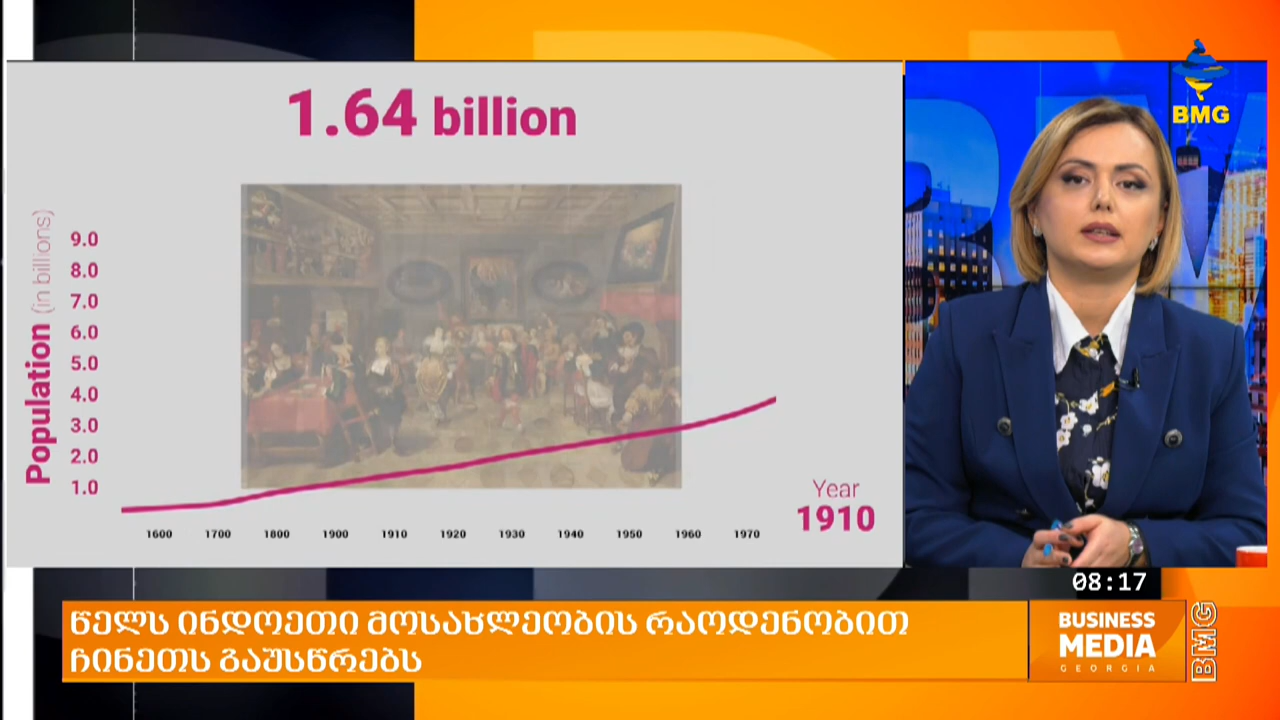 1.64 billion
BMG
Population (in billions)
9.0
8.0
7.0
6.0
5.0
4.0
3.0
2.0
1.0
1600 1700 1800 1900 1910 1920 1930 1940 1950 1960 1970
Year
1910
08:17
წელს ინდოეთი მოსახლეობის რაოდენობით
ჩინეთს გაუსწრებს
BUSINESS
MEDIA
GEORGIA
BMG